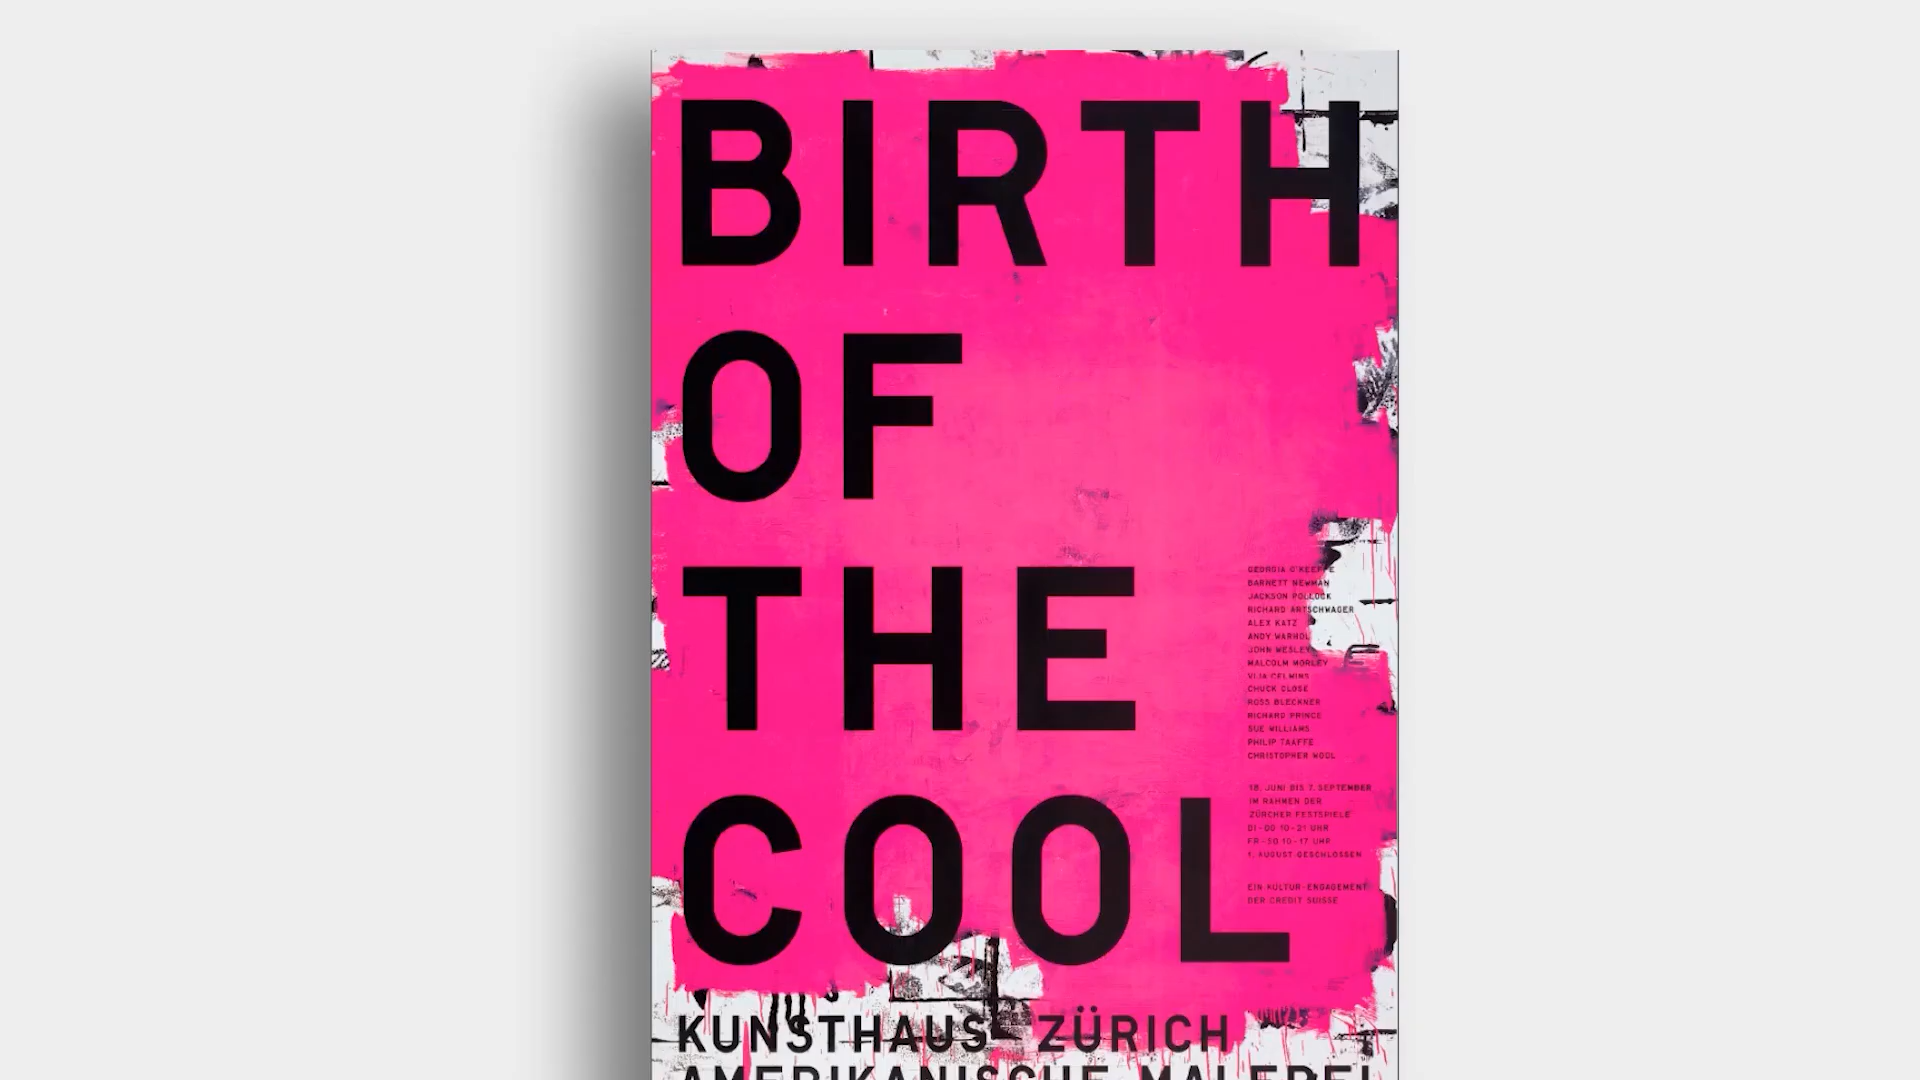 BIRTH
OF
THE
COOL
GEORGIA O'KEEFFE
BARNETT NEWMAN
JACKSON POLLOCK
RICHARD ARTSCHWAGER
ALEX KATZ
ANDY WARHOL
JOHN WESLEY
MALCOLM MORLEY
VIJA CELMINS
CHUCK CLOSE
ROSS BLECKNER
RICHARD PRINCE
SUE WILLIAMS
PHILIP TAAFFE
CHRISTOPHER WOOL
18. JUNI BIS 7. SEPTEMBER
IM RAHMEN DER
ZÜRCHER FESTSPIELE
DI-DO 10-21 UHR
FR-SO 10-17 UHR
1. AUGUST GESCHLOSSEN
EIN KULTUR-ENGAGEMENT
DER CREDIT SUISSE
KUNSTHAUS ZÜRICH
AMERIKANISCHE MALEREI